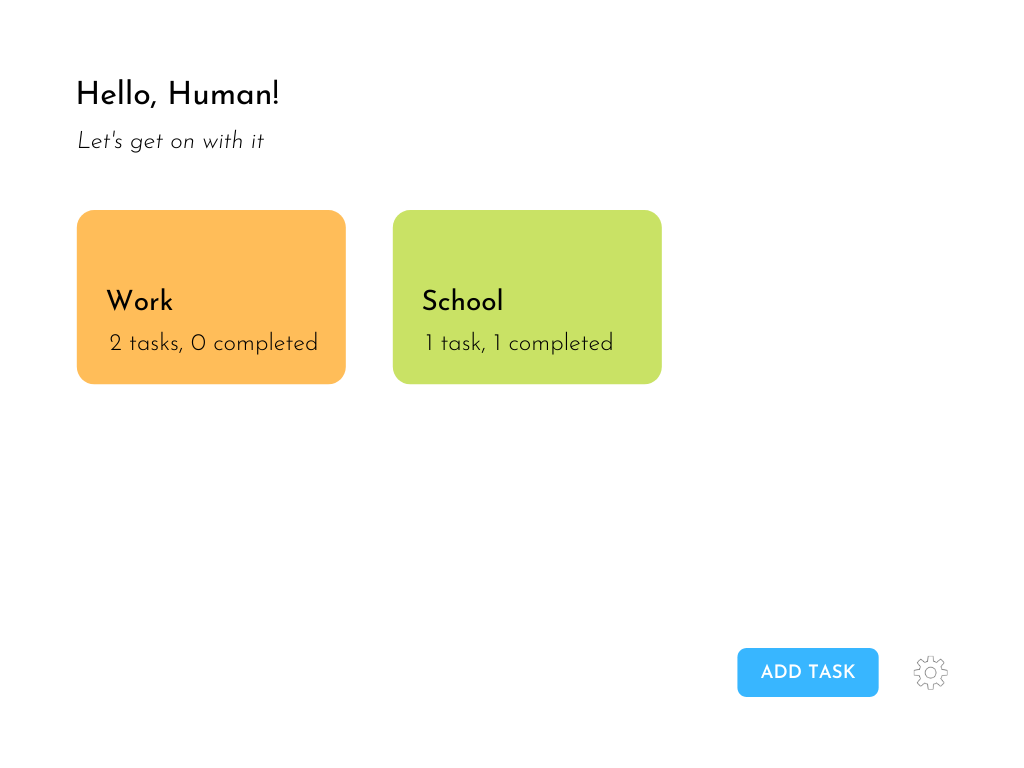 Hello, Human!
Let's get on with it
Work
2 tasks, 0 completed
School
1 task, 1 completed
ADD TASK